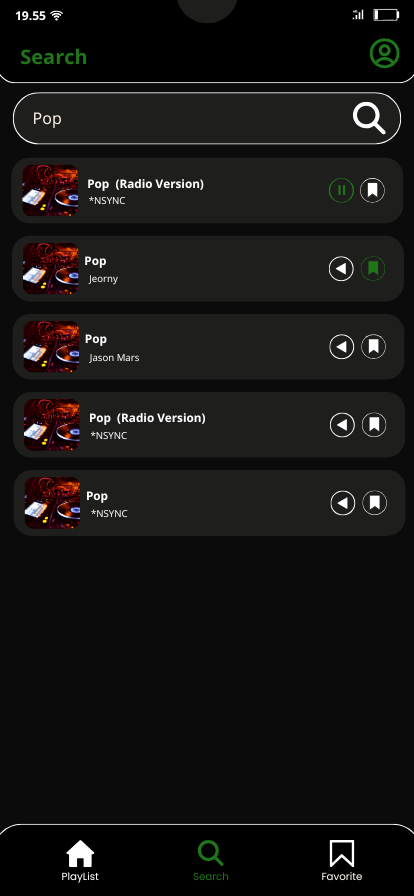 19.55
Search
Pop
Pop (Radio Version)
*NSYNC
Pop
Jeorny
Pop
Jason Mars
Pop (Radio Version)
*NSYNC
Pop
*NSYNC
PlayList Search Favorite